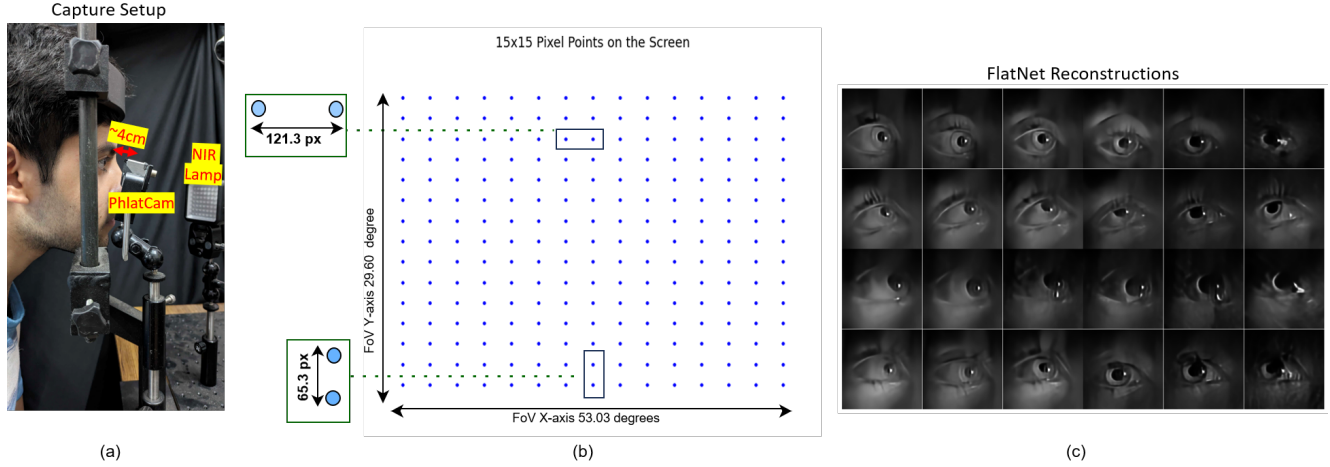 Capture Setup
~4cm
NIR
Lamp
PhlatCam
(a)
15x15 Pixel Points on the Screen
121.3 px
65.3 px
FoV Y-axis 29.60 degree
FoV X-axis 53.03 degrees
(b)
FlatNet Reconstructions
(c)